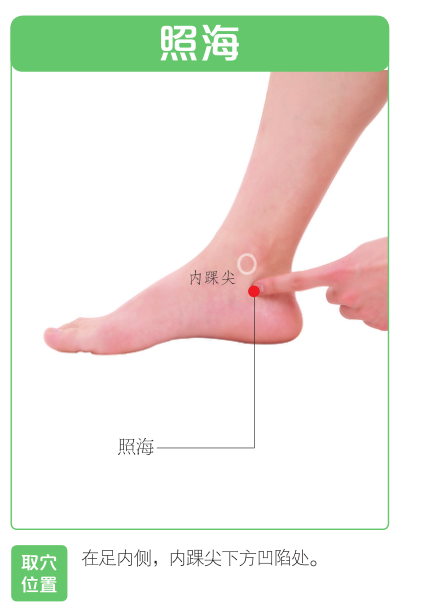 照海
内踝尖
照海
取穴
位置
在足内侧，内踝尖下方凹陷处。